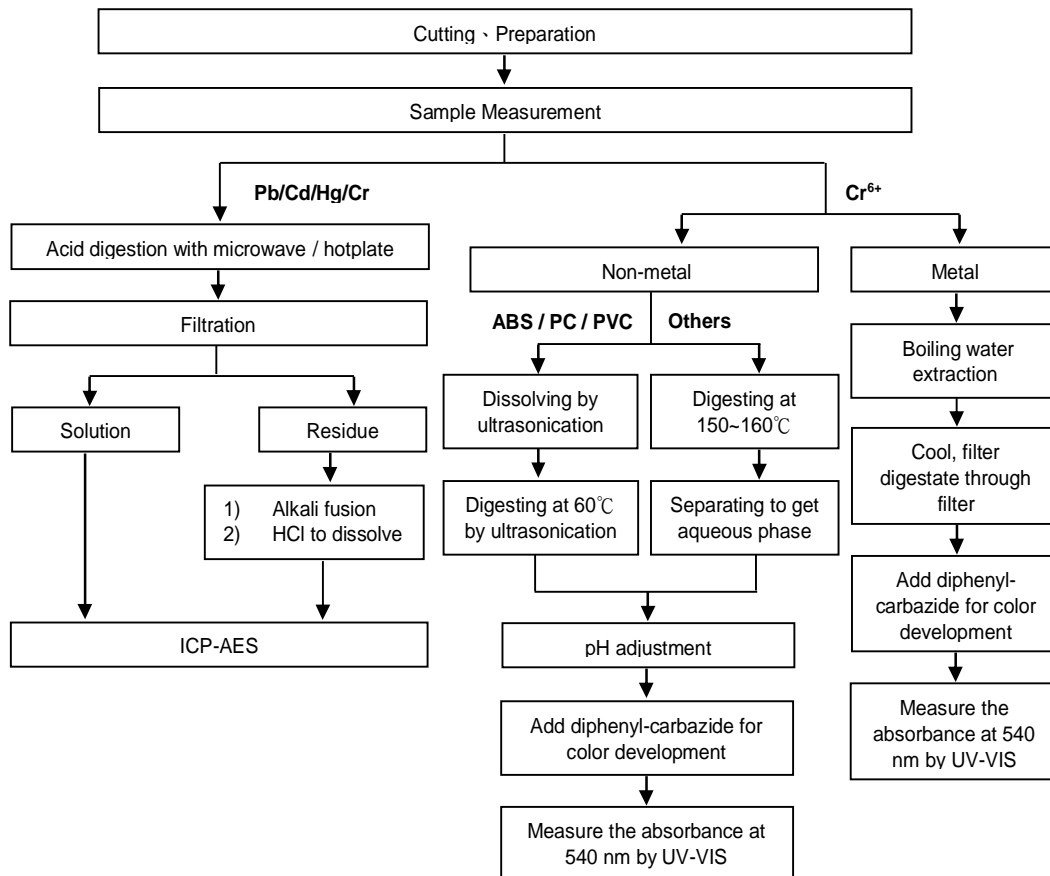 Cutting、Preparation
Sample Measurement
Pb/Cd/Hg/Cr
Cr⁶⁺
Acid digestion with microwave / hotplate
Non-metal
Metal
Filtration
ABS / PC / PVC
Others
Boiling water
extraction
Solution
Residue
Dissolving by
ultrasonication
Digesting at
150~160℃
Cool, filter
digestate through
filter
1) Alkali fusion
2) HCl to dissolve
Digesting at 60℃
by ultrasonication
Separating to get
aqueous phase
Add diphenyl-
carbazide for color
development
ICP-AES
pH adjustment
Measure the
absorbance at 540
nm by UV-VIS
Add diphenyl-carbazide for
color development
Measure the absorbance at
540 nm by UV-VIS